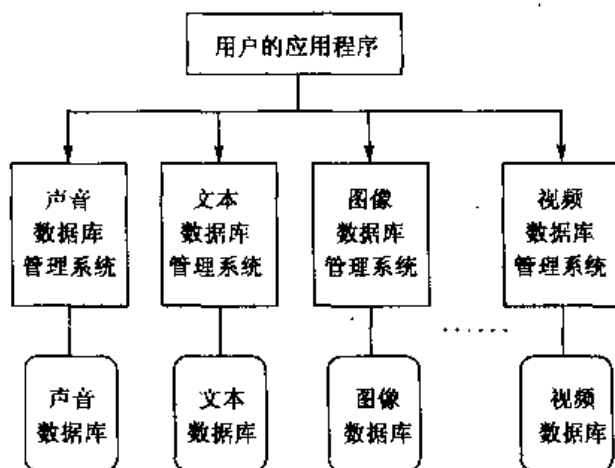 用户的应用程序
声音
数据库
管理系统
文本
数据库
管理系统
图像
数据库
管理系统
视频
数据库
管理系统
······
声音
数据库
文本
数据库
图像
数据库
视频
数据库